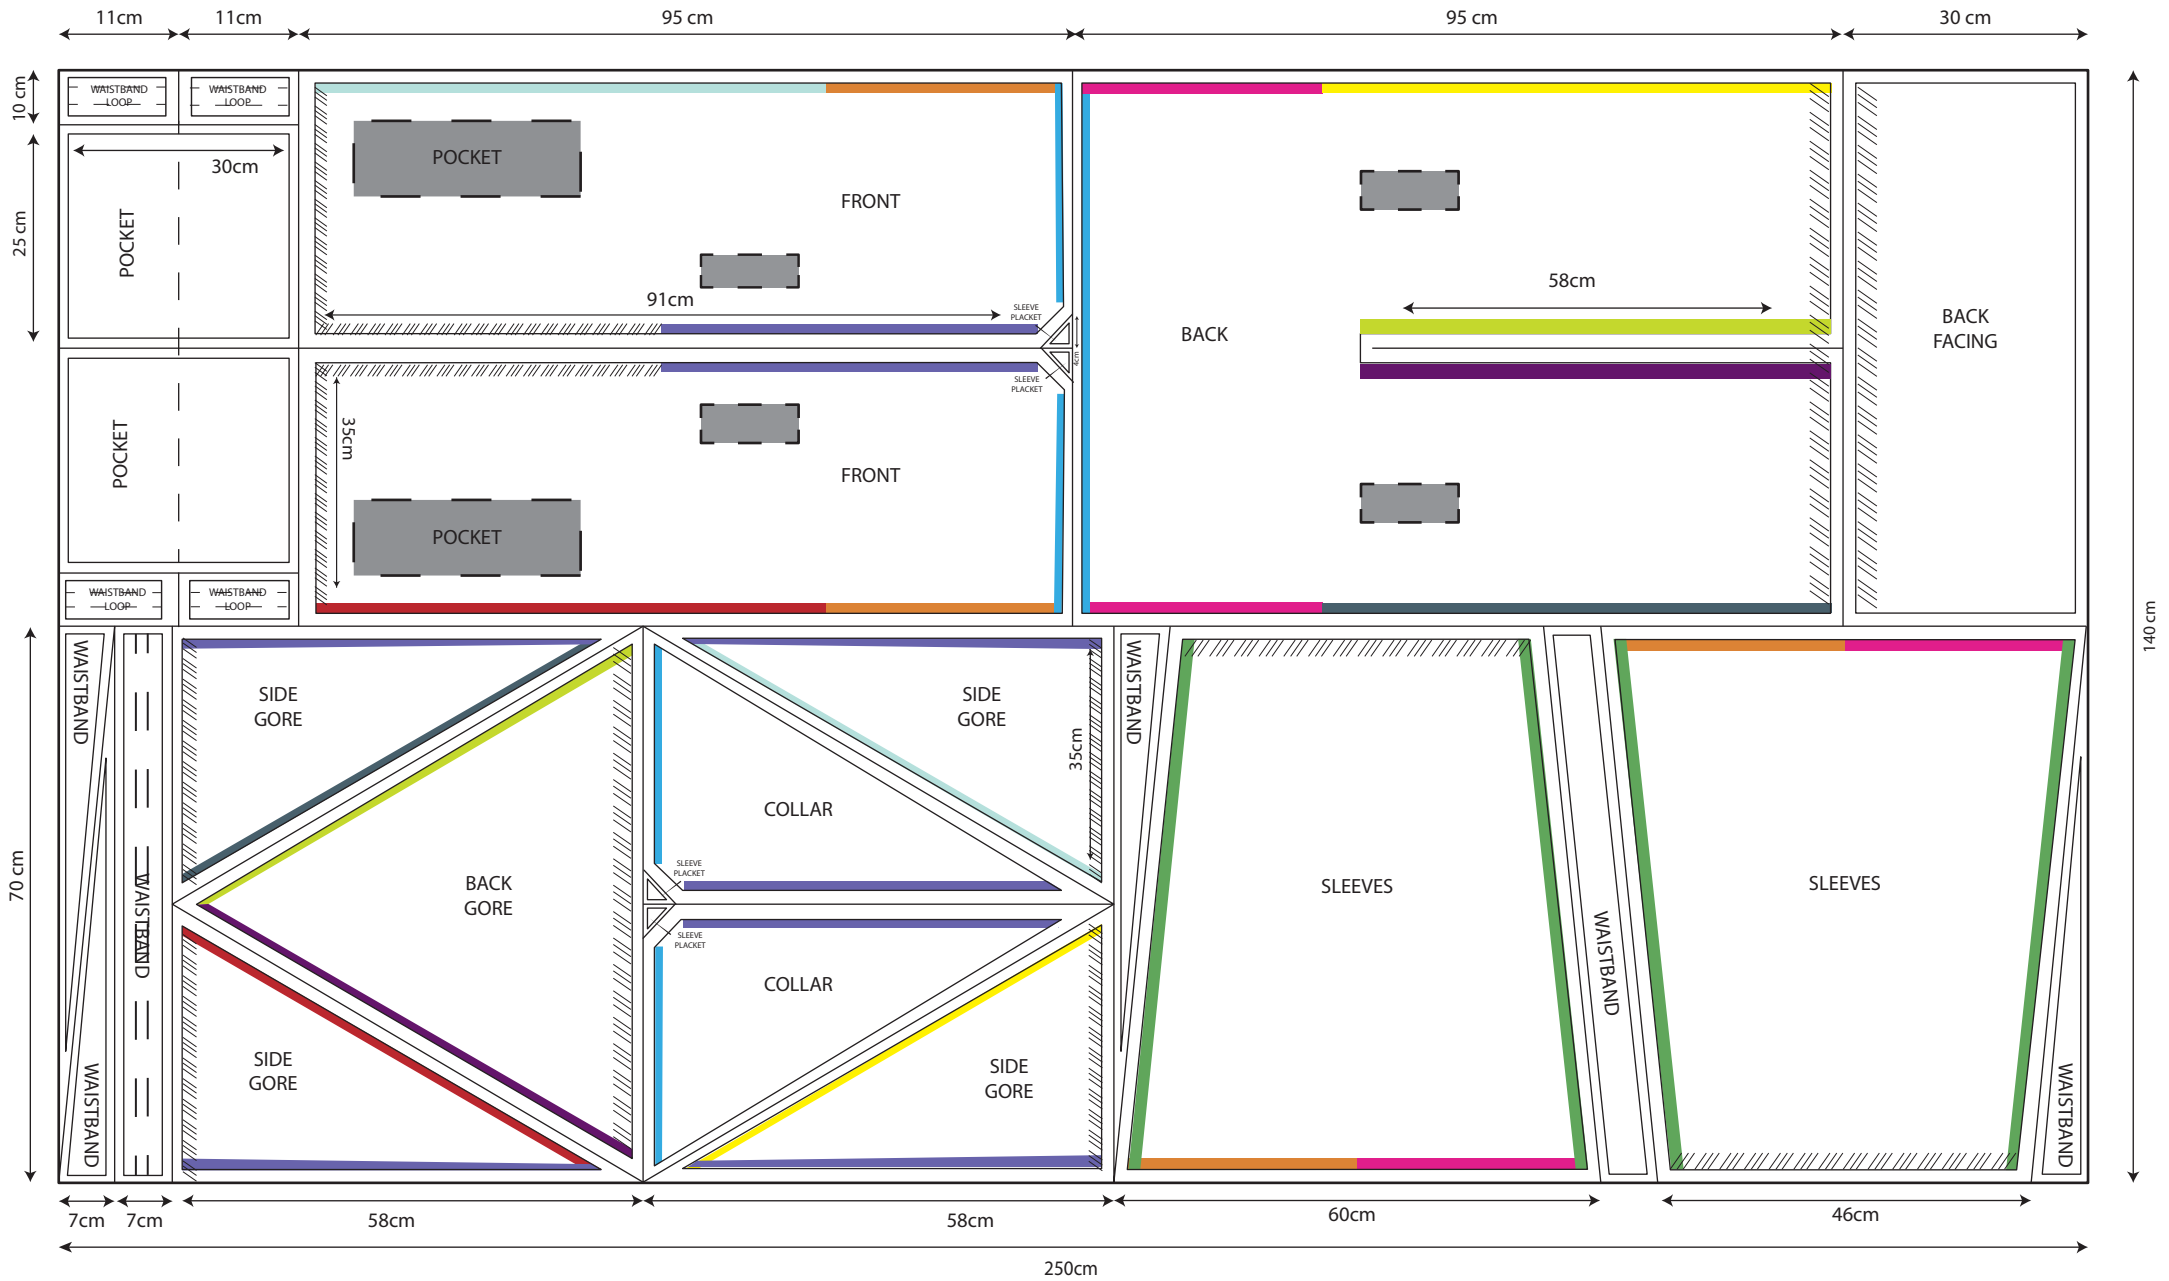 11cm
11cm
95 cm
95 cm
30 cm
10 cm
WAISTBAND
LOOP
WAISTBAND
LOOP
25 cm
30cm
POCKET
POCKET
FRONT
91cm
SLEEVE
PLACKET
4cm
SLEEVE
PLACKET
BACK
58cm
BACK
FACING
POCKET
35cm
FRONT
POCKET
WAISTBAND
LOOP
WAISTBAND
LOOP
140 cm
70 cm
WAISTBAND
WAISTBAND
WAISTBAND
SIDE
GORE
BACK
GORE
SIDE
GORE
SIDE
GORE
35cm
COLLAR
SLEEVE
PLACKET
SLEEVE
PLACKET
COLLAR
SIDE
GORE
WAISTBAND
SLEEVES
WAISTBAND
SLEEVES
WAISTBAND
7cm
7cm
58cm
58cm
60cm
46cm
250cm